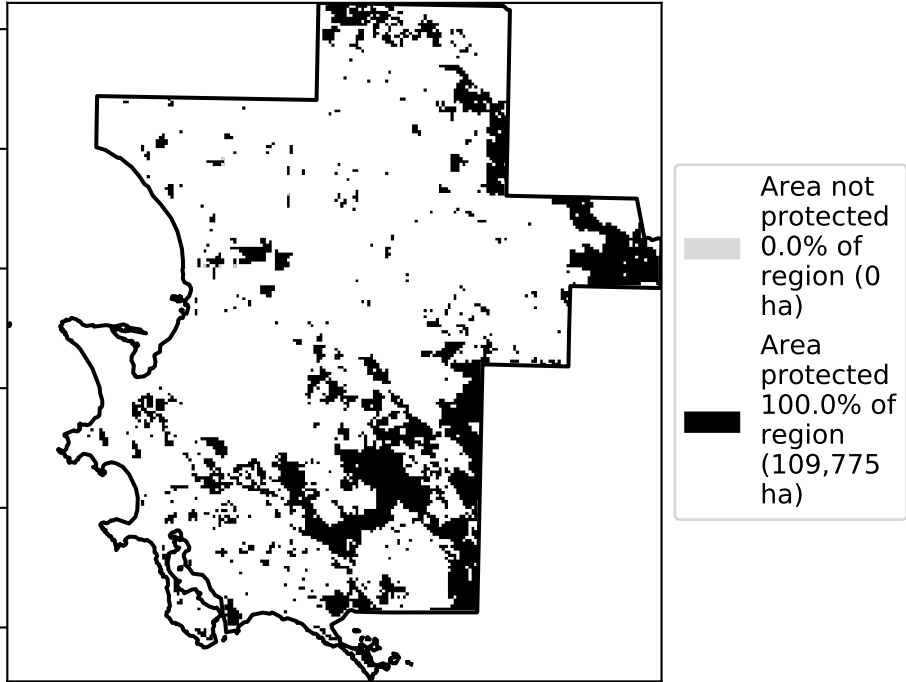 Area not
protected
0.0% of
region (0
ha)
Area
protected
100.0% of
region
(109,775
ha)